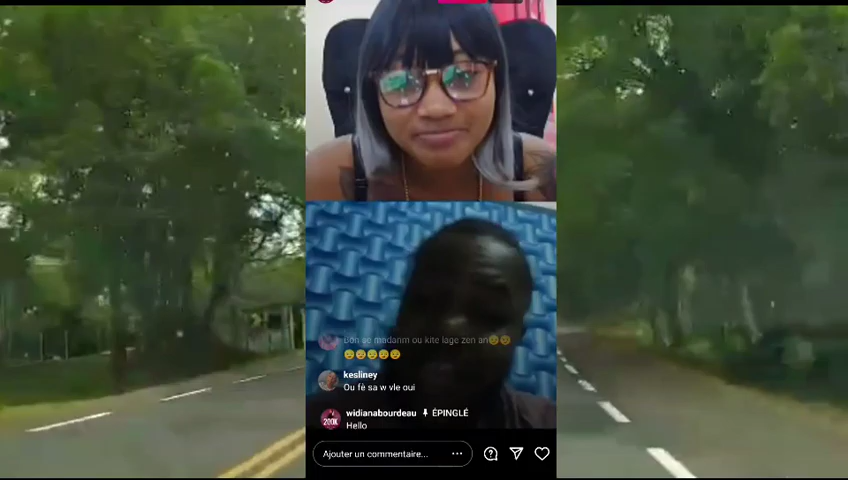 Bon se madanm ou kite lage zen an😟😟
😟😟😟😟😟
kesliney
Ou fè sa w vle oui
200K
widianabourdeau 📌 ÉPINGLÉ
Hello
Ajouter un commentaire...